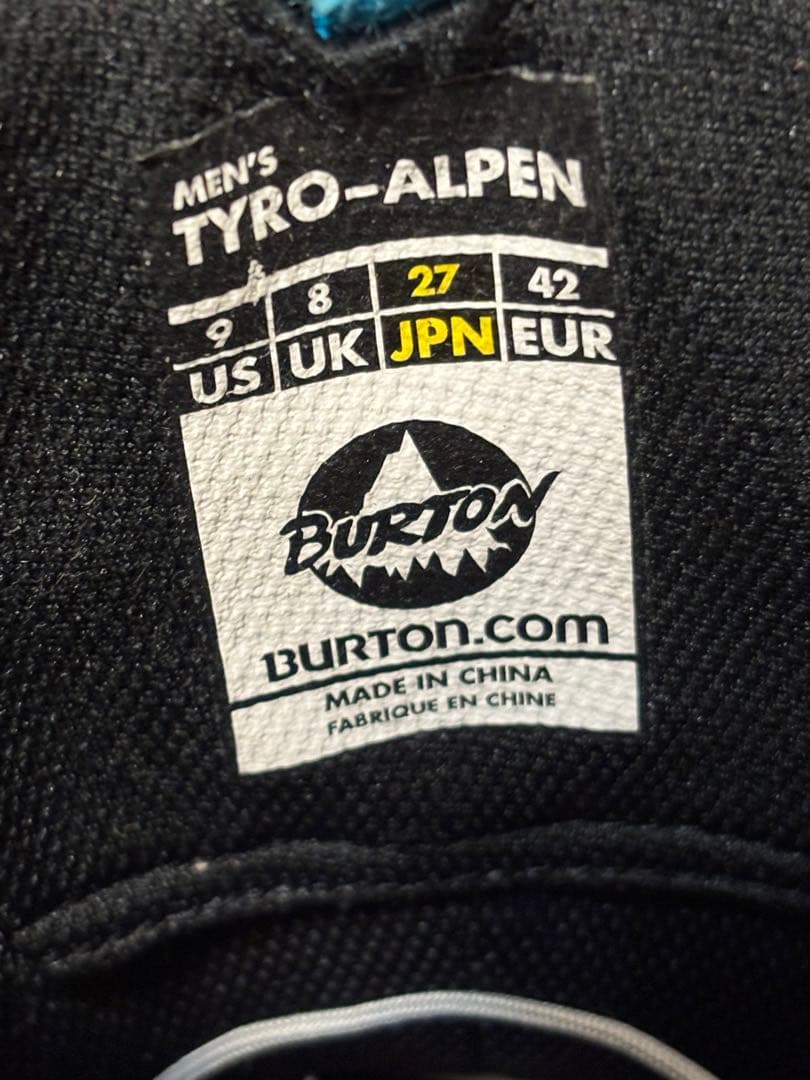 MEN'S
TYRO-ALPEN
9 8 27 42
US UK JPN EUR
BURTON
BURTON.COM
MADE IN CHINA
FABRIQUE EN CHINE